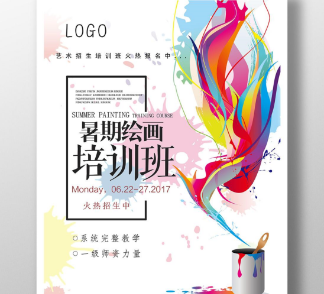 LOGO
艺术招生培训班火热报名中...
SUMMER PAINTING TRAINING COURSE
暑期绘画
培训班
Monday. 06.22-27.2017
火热招生中
系统完整教学
一级师资力量